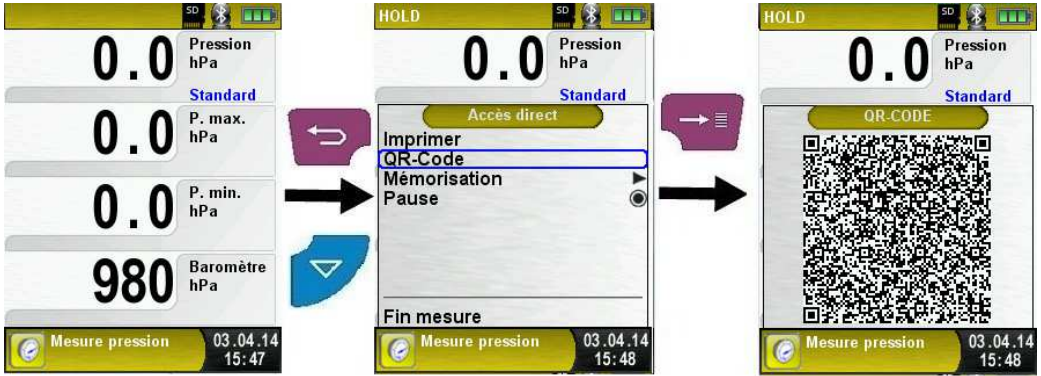 SD
0.0 Pression
hPa
Standard
0.0 P. max.
hPa
0.0 P. min.
hPa
980 Baromètre
hPa
Mesure pression 03.04.14
15:47
HOLD SD
0.0 Pression
hPa
Standard
Accès direct
Imprimer
QR-Code
Mémorisation
Pause
Fin mesure
Mesure pression 03.04.14
15:48
HOLD SD
0.0 Pression
hPa
Standard
QR-CODE
Mesure pression 03.04.14
15:48